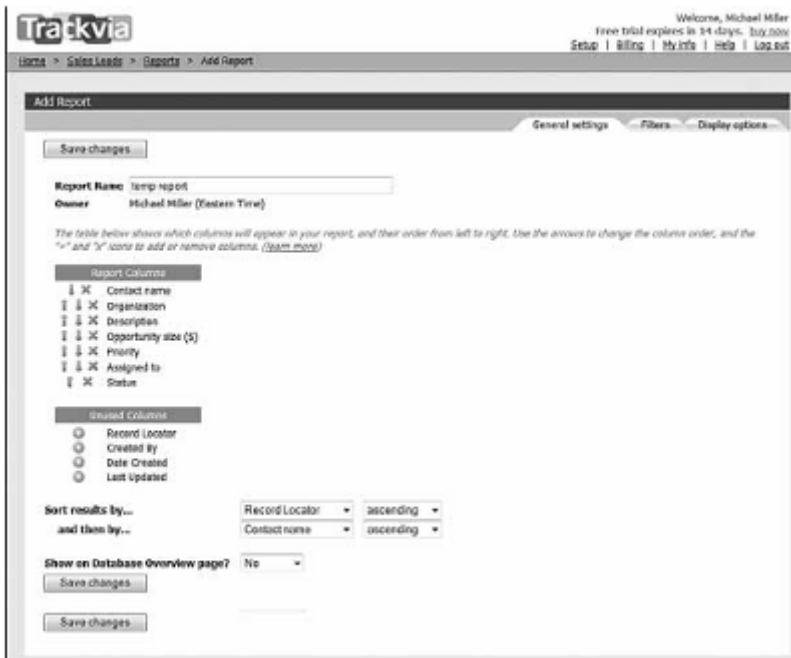 Trackvia
Welcome, Michael Miller
Free trial expires in 14 days. buy now
Setup | Billing | My info | Help | Log out
Home > Sales Leads > Reports > Add Report
Add Report
General settings Filters Display options
Save changes
Report Name temp report
Owner Michael Miller (Eastern Time)
The table below shows which columns will appear in your report, and their order from left to right. Use the arrows to change the column order, and the
"+" and "x" icons to add or remove columns. (learn more)
Report Columns
Contact name
Organization
Description
Opportunity size ($)
Priority
Assigned to
Status
Unused Columns
Record Locator
Created By
Date Created
Last Updated
Sort results by... Record Locator ascending
and then by... Contact name ascending
Show on Database Overview page? No
Save changes
Save changes